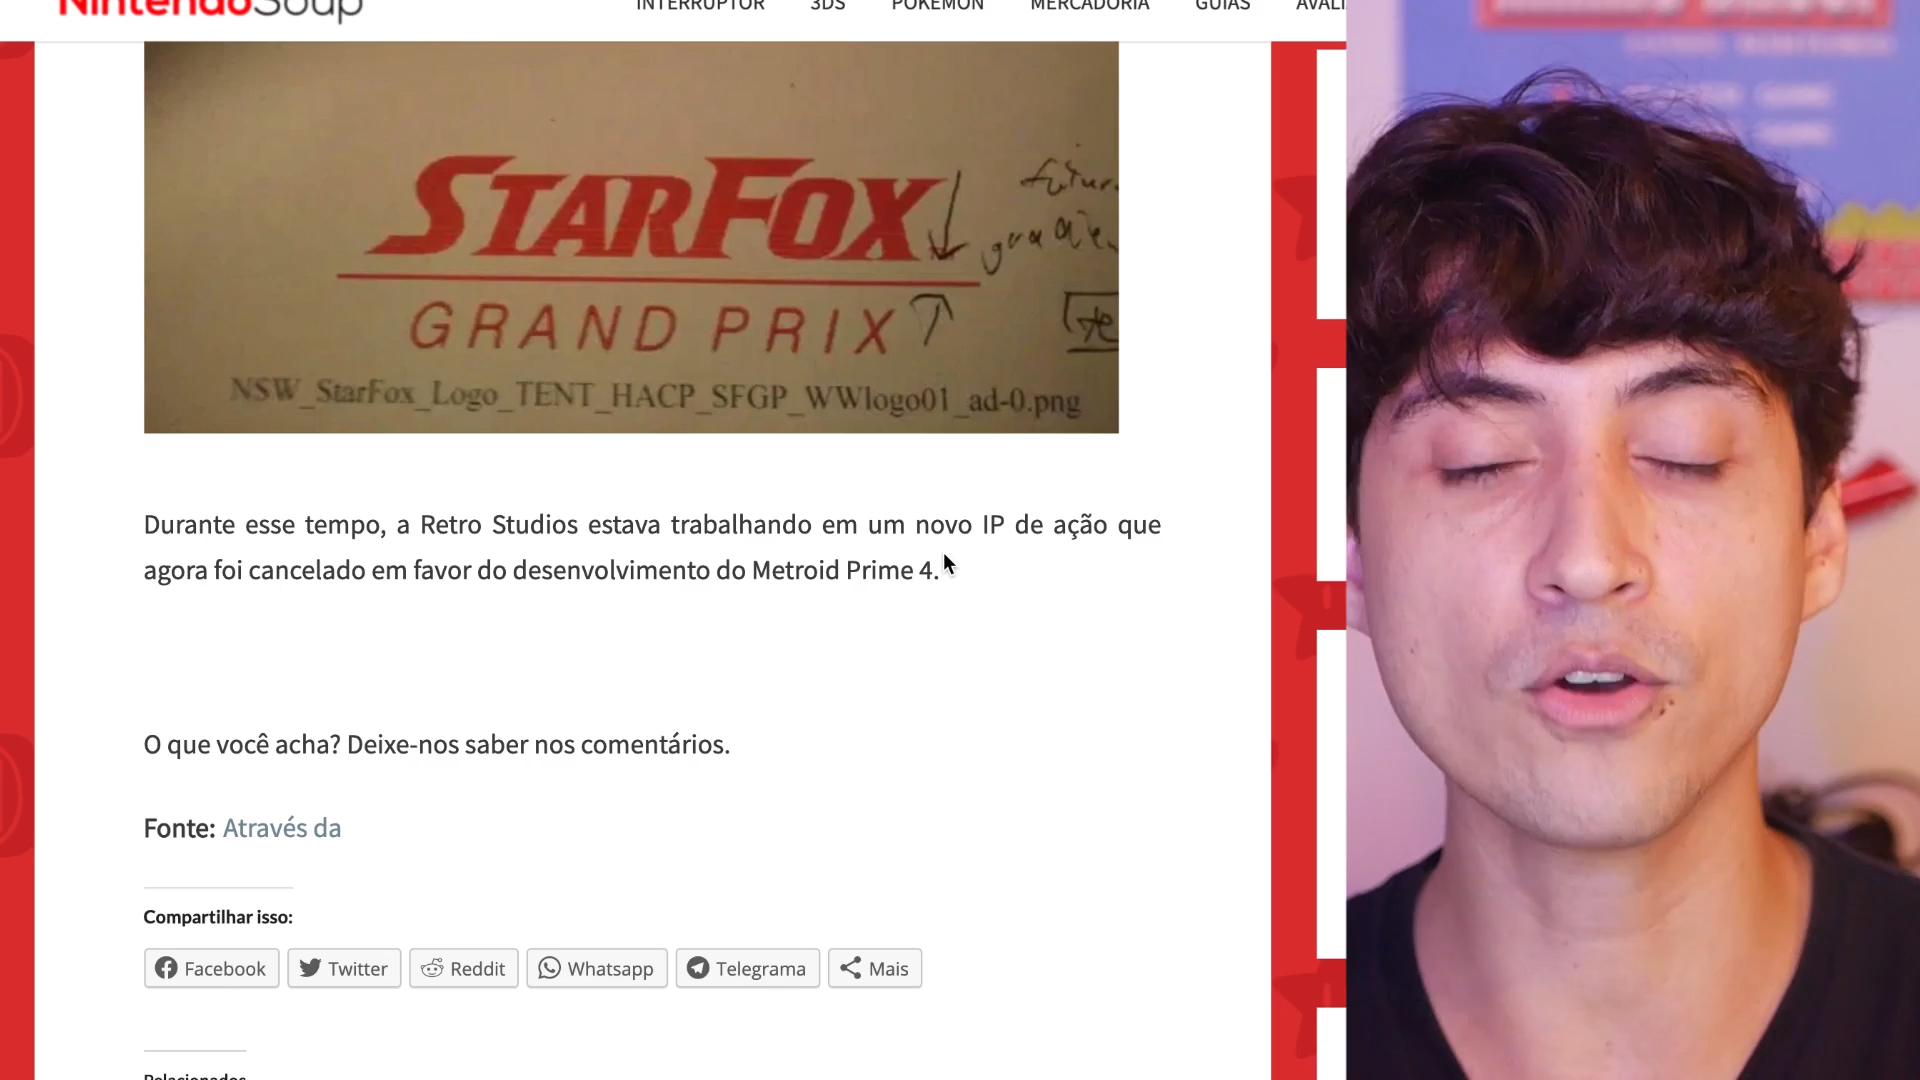 NintendoSoup
INTERRUPTOR 3DS POKÉMON MERCADORIA GUIAS
STARFOX
GRAND PRIX
NSW_StarFox_Logo_TENT_HACP_SFGP_WWlogo01_ad-0.png
Durante esse tempo, a Retro Studios estava trabalhando em um novo IP de ação que
agora foi cancelado em favor do desenvolvimento do Metroid Prime 4.
O que você acha? Deixe-nos saber nos comentários.
Fonte: Através da
Compartilhar isso:
Facebook Twitter Reddit Whatsapp Telegrama Mais
Relacionados